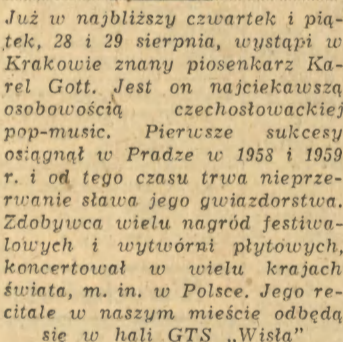 Już w najbliższy czwartek i pią-
tek, 28 i 29 sierpnia, wystąpi w
Krakowie znany piosenkarz Ka-
rel Gott. Jest on najciekawszą
osobowością czechosłowackiej
pop-music. Pierwsze sukcesy
osiągnął w Pradze w 1958 i 1959
r. i od tego czasu trwa nieprze-
rwanie sława jego gwiazdorstwa.
Zdobywca wielu nagród festiwa-
lowych i wytwórni płytowych,
koncertował w wielu krajach
świata, m. in. w Polsce. Jego re-
citale w naszym mieście odbędą
się w hali GTS „Wisła"